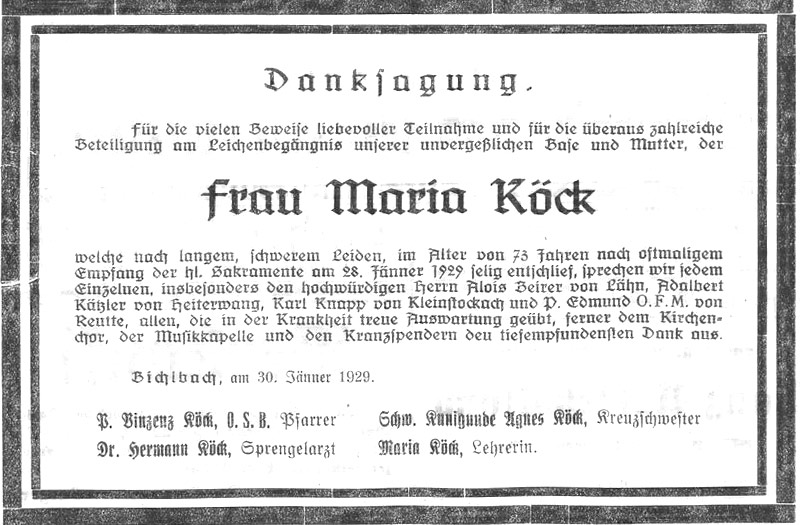 Danksagung.
Für die vielen Beweise liebevoller Teilnahme und für die überaus zahlreiche
Beteiligung am Leichenbegängnis unserer unvergeßlichen Base und Mutter, der
Frau Maria Köck
welche nach langem, schwerem Leiden, im Alter von 73 Jahren nach oftmaligem
Empfang der hl. Sakramente am 28. Jänner 1929 selig entschlief, sprechen wir jedem
Einzelnen, insbesonders den hochwürdigen Herrn Alois Beirer von Lähn, Adalbert
Kätzler von Heiterwang, Karl Knapp von Kleinstockach und P. Edmund O.F.M. von
Reutte, allen, die in der Krankheit treue Auswartung geübt, ferner dem Kirchen-
chor, der Musikkapelle und den Kranzspendern den tiefempfundensten Dank aus.
Bichlbach, am 30. Jänner 1929.
P. Vinzenz Köck, O. S. B. Pfarrer Schw. Kunigunde Agnes Köck, Kreuzschwester
Dr. Hermann Köck, Sprengelarzt Maria Köck, Lehrerin.